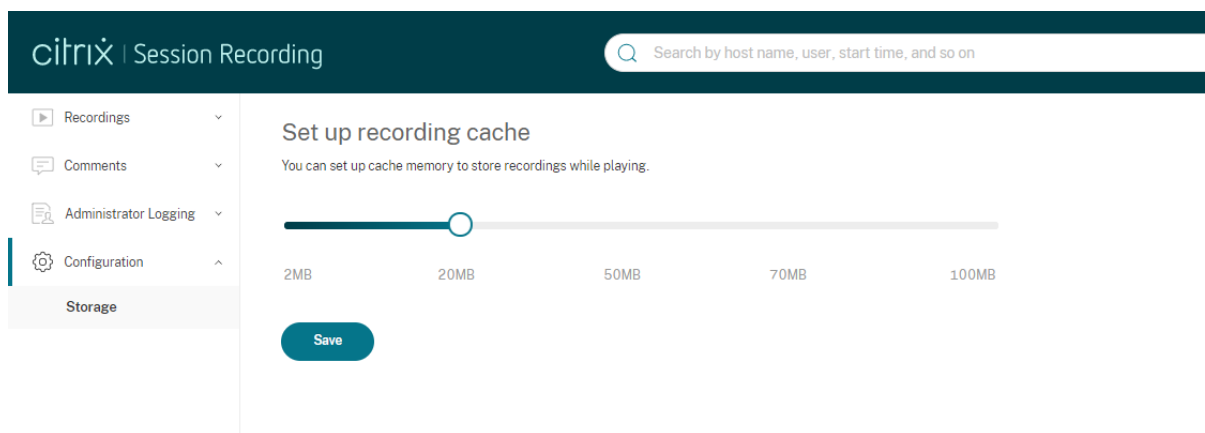 citrix | Session Recording
Search by host name, user, start time, and so on
Recordings
Comments
Administrator Logging
Configuration
Storage
Set up recording cache
You can set up cache memory to store recordings while playing.
2MB 20MB 50MB 70MB 100MB
Save